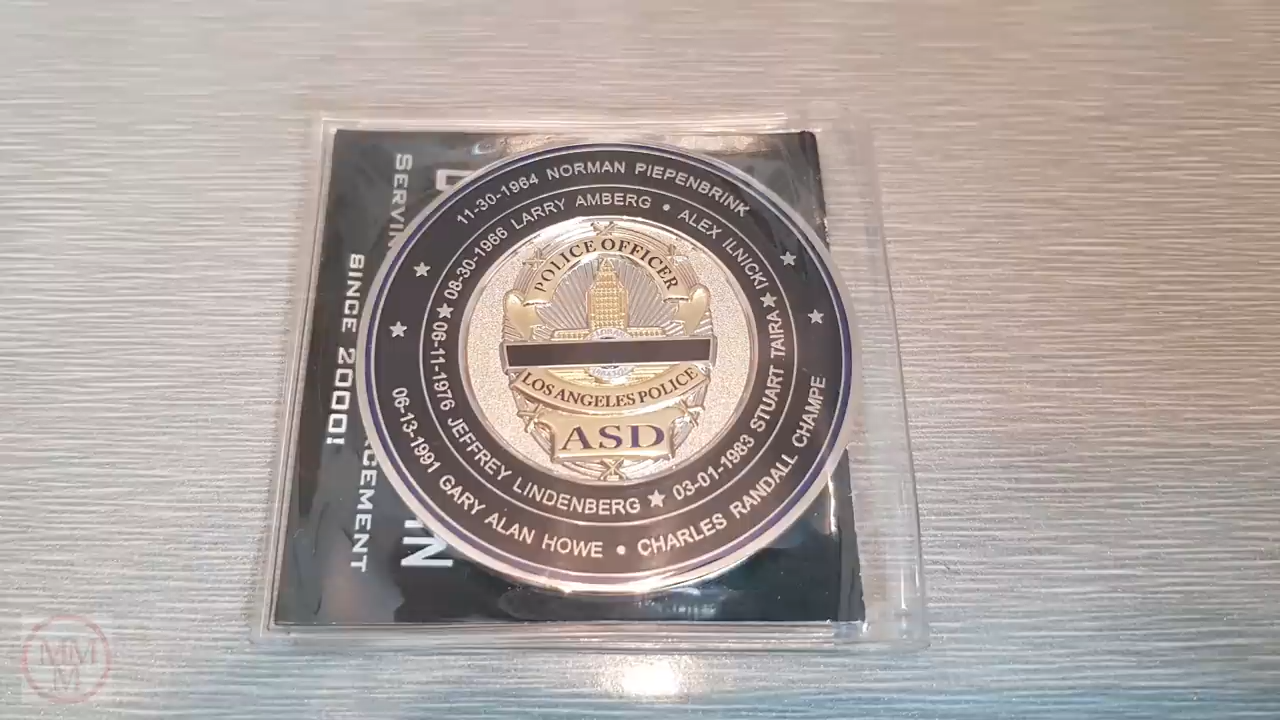 11-30-1964 NORMAN PIEPENBRINK
08-30-1966 LARRY AMBERG • ALEX ILNICKI
POLICE OFFICER
LOS ANGELES POLICE
ASD
06-11-1976 JEFFREY LINDENBERG ★ 03-01-1983 STUART TAIRA
06-13-1991 GARY ALAN HOWE • CHARLES RANDALL CHAMPE
SINCE 2000!
MM
M